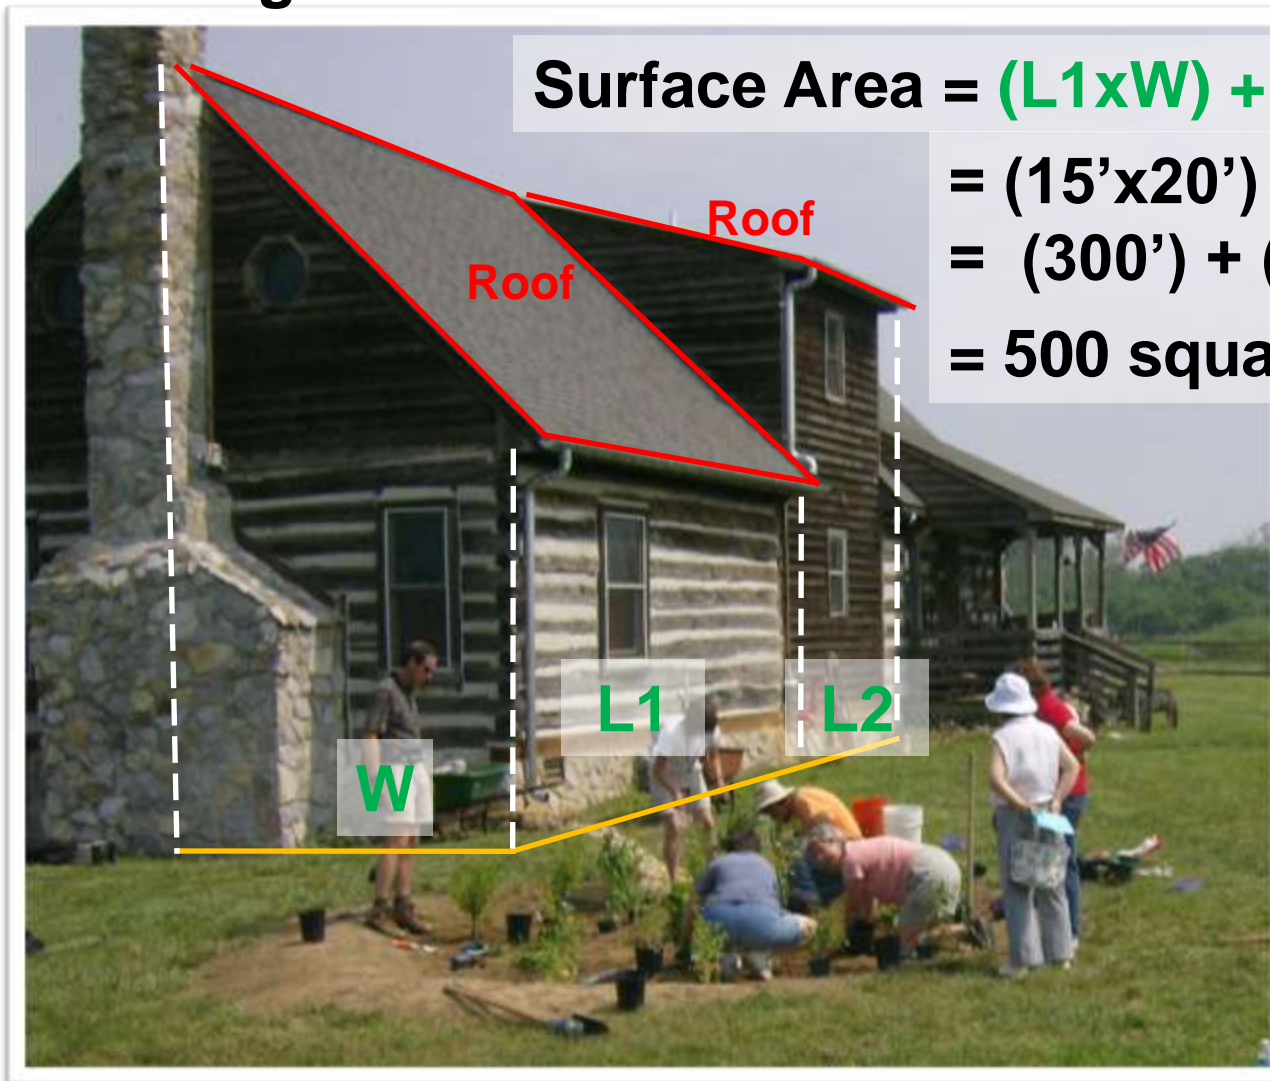 Surface Area = (L1xW) +
= (15’x20’)
= (300’) + (
= 500 squa
Roof
Roof
L1
L2
W